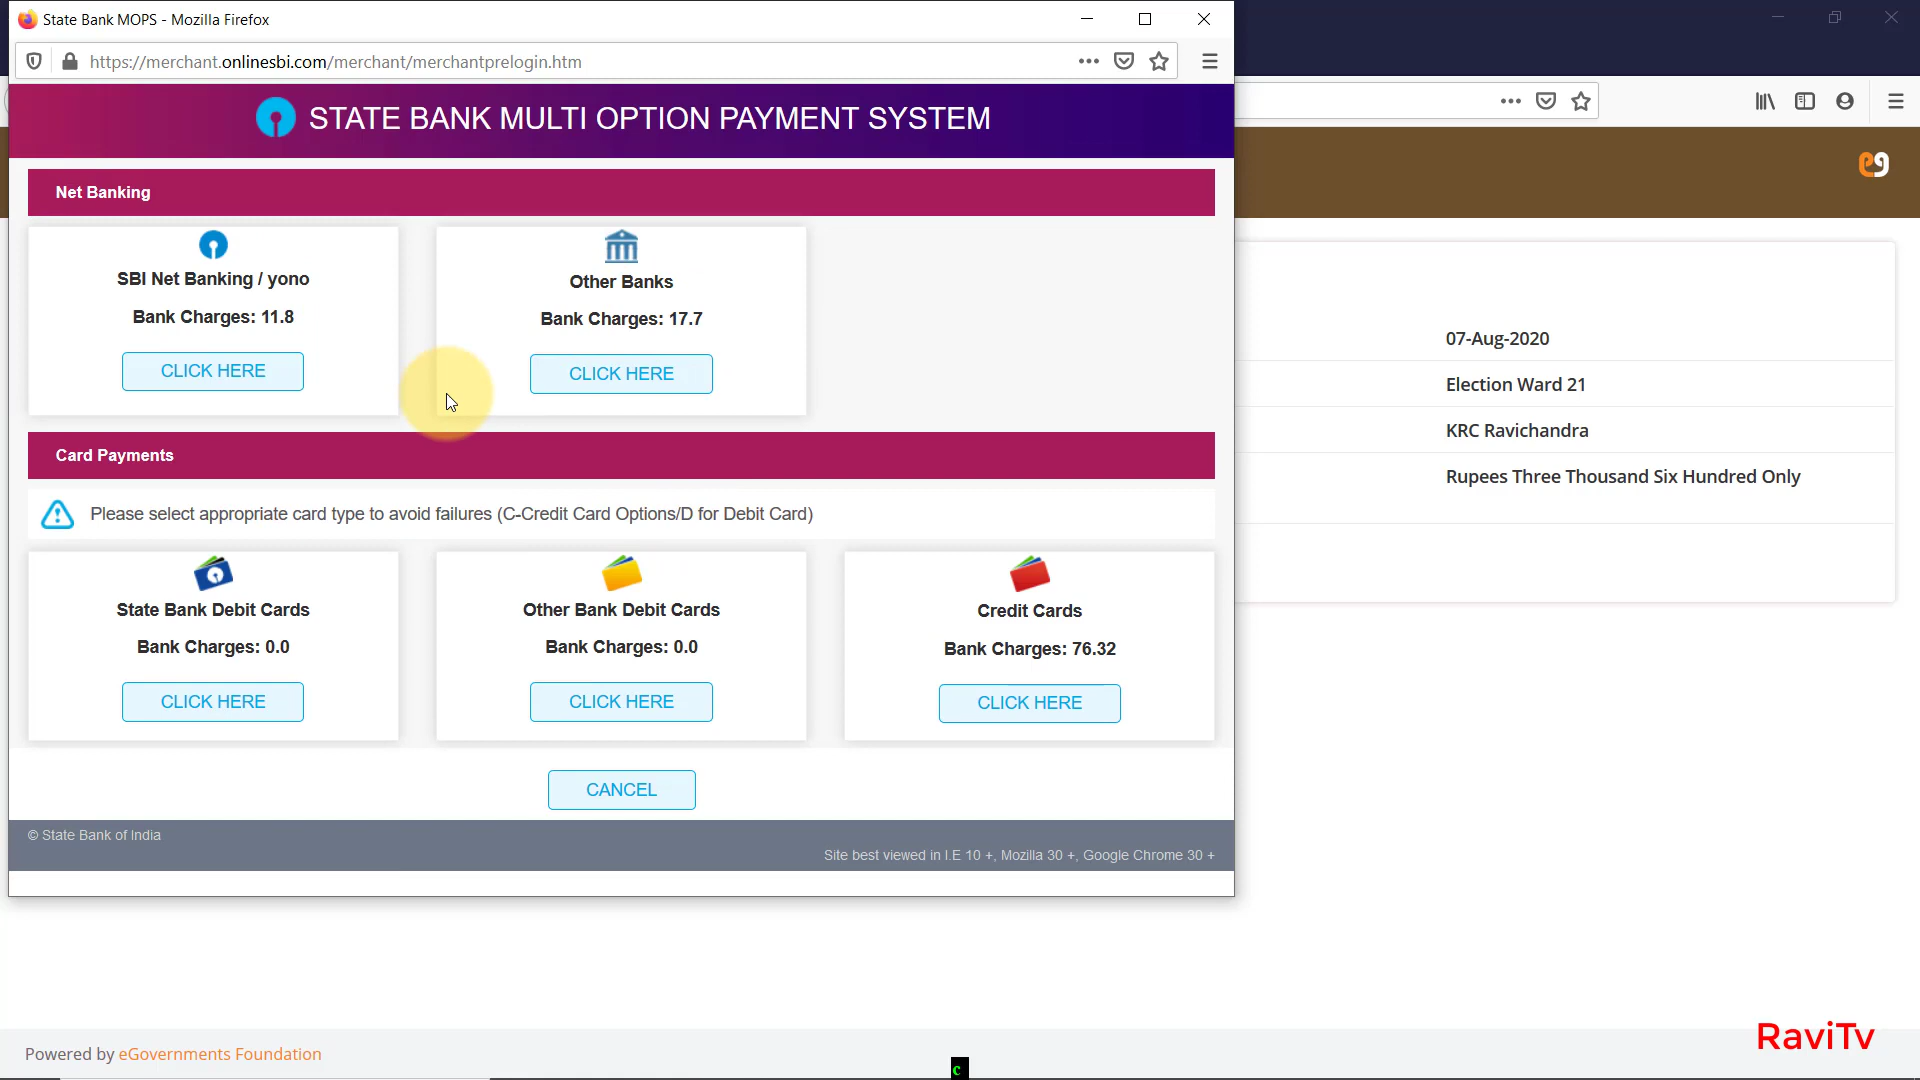 State Bank MOPS - Mozilla Firefox
https://merchant.onlinesbi.com/merchant/merchantprelogin.htm
STATE BANK MULTI OPTION PAYMENT SYSTEM
Net Banking
SBI Net Banking / yono
Bank Charges: 11.8
CLICK HERE
Other Banks
Bank Charges: 17.7
CLICK HERE
Card Payments
Please select appropriate card type to avoid failures (C-Credit Card Options/D for Debit Card)
State Bank Debit Cards
Bank Charges: 0.0
CLICK HERE
Other Bank Debit Cards
Bank Charges: 0.0
CLICK HERE
Credit Cards
Bank Charges: 76.32
CLICK HERE
CANCEL
© State Bank of India
Site best viewed in I.E 10 +, Mozilla 30 +, Google Chrome 30 +
07-Aug-2020
Election Ward 21
KRC Ravichandra
Rupees Three Thousand Six Hundred Only
Powered by eGovernments Foundation
RaviTv
c